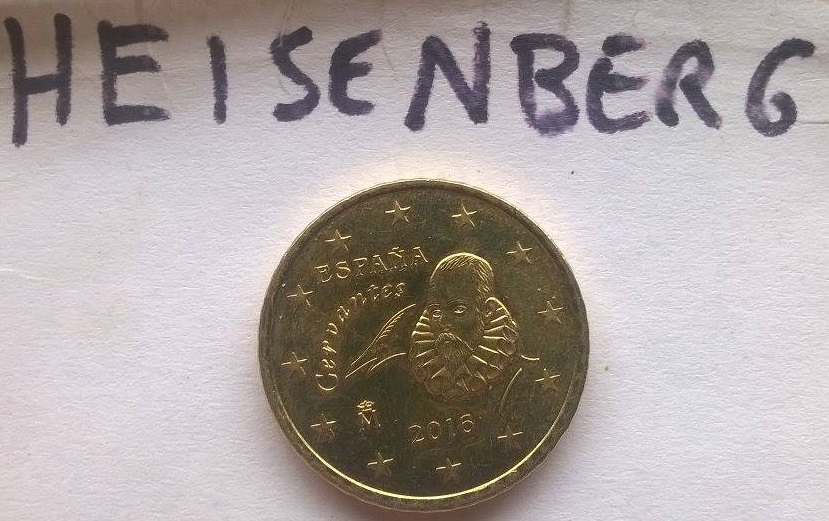 HEISENBERG
ESPAÑA
Cervantes
M
2016